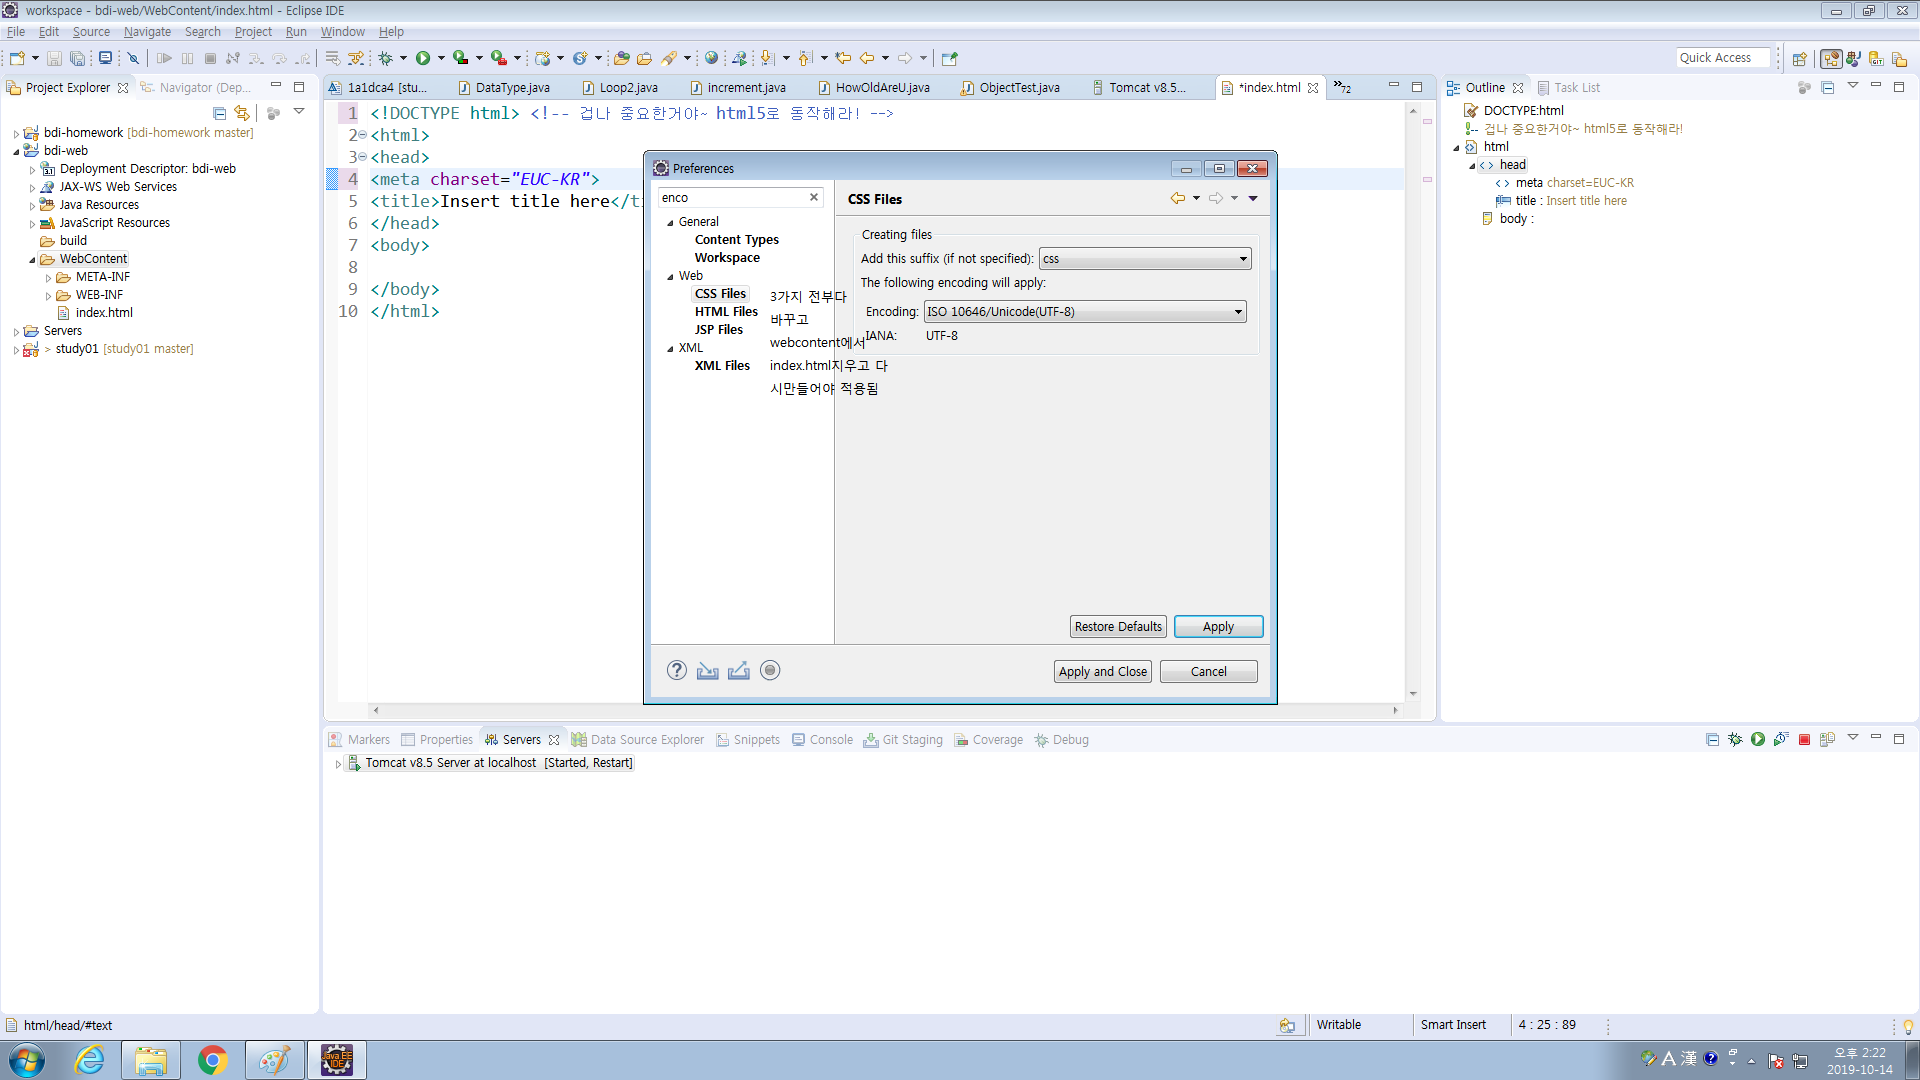 workspace - bdi-web/WebContent/index.html - Eclipse IDE
File Edit Source Navigate Search Project Run Window Help
Quick Access
Project Explorer
Navigator (Dep...
bdi-homework [bdi-homework master]
bdi-web
Deployment Descriptor: bdi-web
JAX-WS Web Services
Java Resources
JavaScript Resources
build
WebContent
META-INF
WEB-INF
index.html
Servers
> study01 [study01 master]
1a1dca4 [stu...
DataType.java
Loop2.java
increment.java
HowOldAreU.java
ObjectTest.java
Tomcat v8.5...
*index.html
72
1 <!DOCTYPE html> <!-- 겁나 중요한거야~ html5로 동작해라! -->
2 <html>
3 <head>
4 <meta charset="EUC-KR">
5 <title>Insert title here</ti
6 </head>
7 <body>
8
9 </body>
10 </html>
Preferences
enco
General
Content Types
Workspace
Web
CSS Files
HTML Files
JSP Files
XML
XML Files
3가지 전부다
바꾸고
webcontent에서
index.html지우고 다
시만들어야 적용됨
CSS Files
Creating files
Add this suffix (if not specified): css
The following encoding will apply:
Encoding: ISO 10646/Unicode(UTF-8)
IANA: UTF-8
Restore Defaults
Apply
Apply and Close
Cancel
Outline
Task List
DOCTYPE:html
겁나 중요한거야~ html5로 동작해라!
html
head
meta charset=EUC-KR
title : Insert title here
body :
Markers
Properties
Servers
Data Source Explorer
Snippets
Console
Git Staging
Coverage
Debug
Tomcat v8.5 Server at localhost [Started, Restart]
html/head/#text
Writable
Smart Insert
4 : 25 : 89
Java EE
IDE
A 漢
오후 2:22
2019-10-14